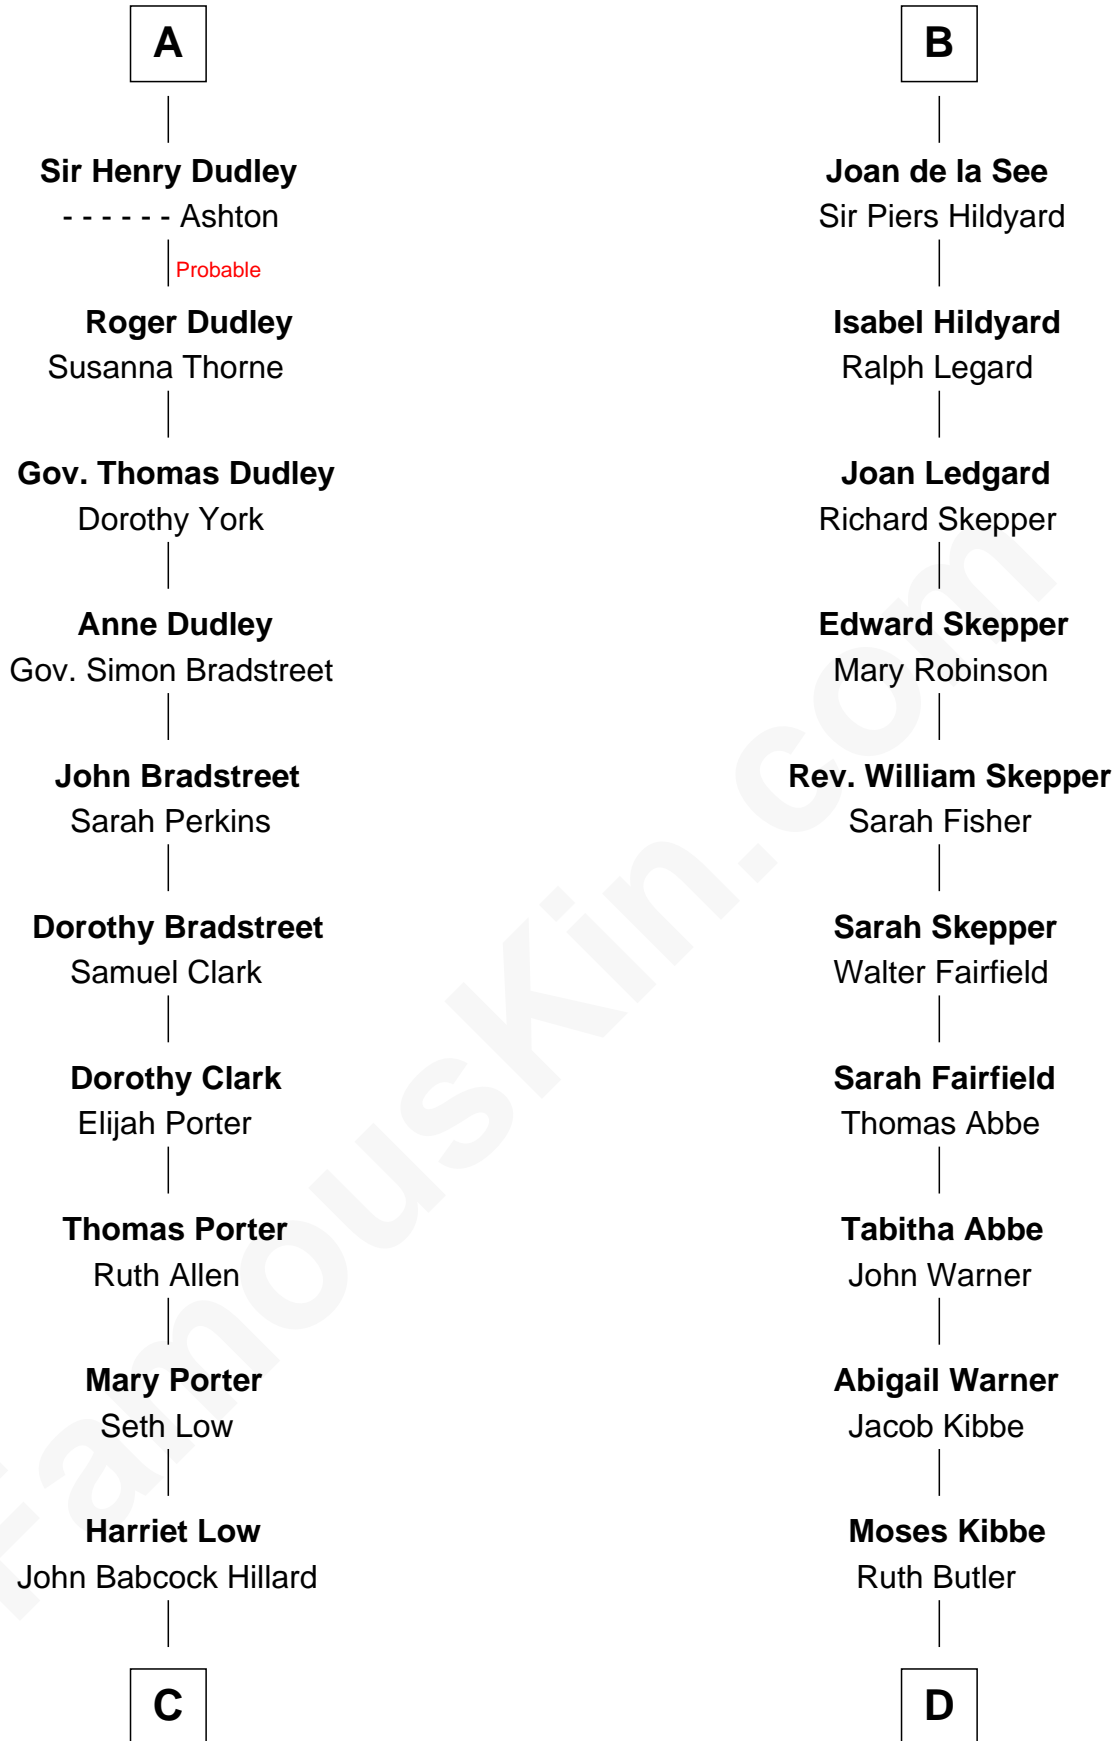 A
Sir Henry Dudley
- - - - - - Ashton
Probable
Roger Dudley
Susanna Thorne
Gov. Thomas Dudley
Dorothy York
Anne Dudley
Gov. Simon Bradstreet
John Bradstreet
Sarah Perkins
Dorothy Bradstreet
Samuel Clark
Dorothy Clark
Elijah Porter
Thomas Porter
Ruth Allen
Mary Porter
Seth Low
Harriet Low
John Babcock Hillard
C
B
Joan de la See
Sir Piers Hildyard
Isabel Hildyard
Ralph Legard
Joan Ledgard
Richard Skepper
Edward Skepper
Mary Robinson
Rev. William Skepper
Sarah Fisher
Sarah Skepper
Walter Fairfield
Sarah Fairfield
Thomas Abbe
Tabitha Abbe
John Warner
Abigail Warner
Jacob Kibbe
Moses Kibbe
Ruth Butler
D
FamousKin.com